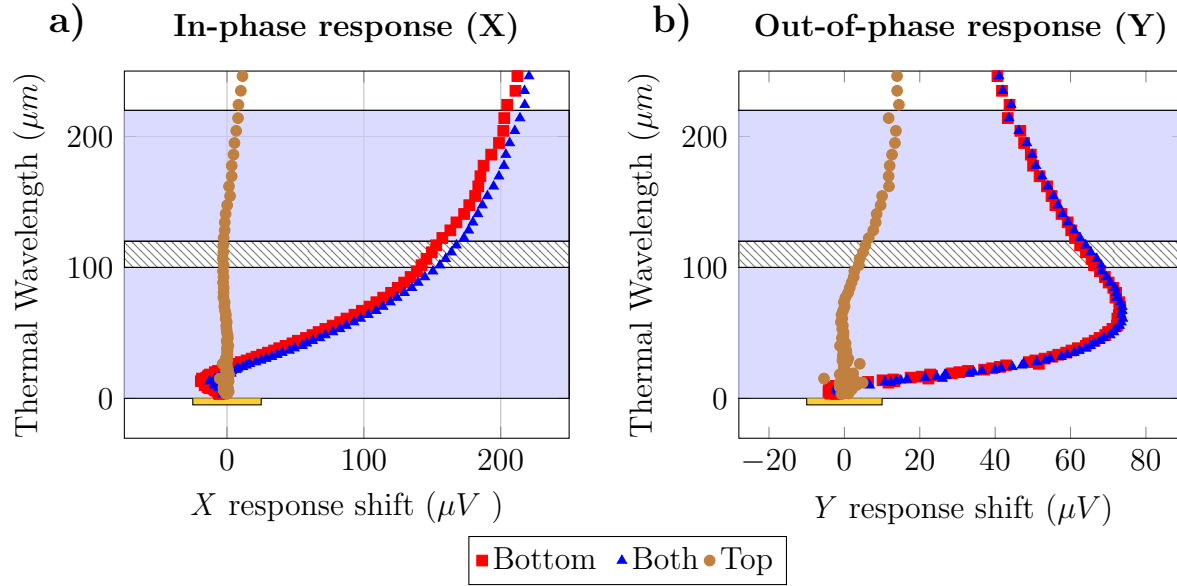 a) In-phase response (X)
b) Out-of-phase response (Y)
Thermal Wavelength (μm)
200
100
0
0 100 200
X response shift (μV )
Thermal Wavelength (μm)
200
100
0
−20 0 20 40 60 80
Y response shift (μV)
Bottom Both Top